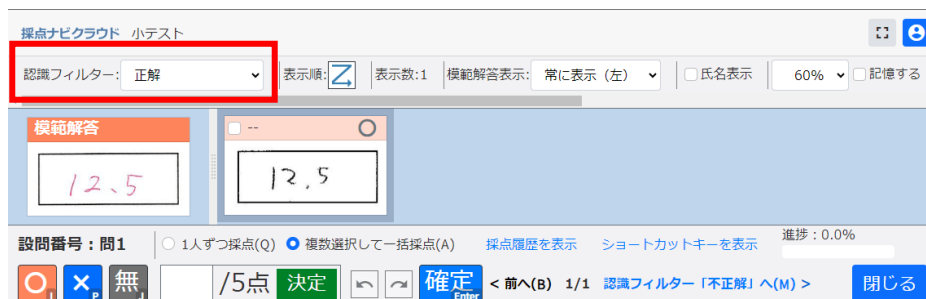 採点ナビクラウド 小テスト
認識フィルター: 正解 表示順: 表示数:1 模範解答表示: 常に表示（左） 氏名表示 60% 記憶する
模範解答 --
12.5 12.5
設問番号：問1 1人ずつ採点(Q) 複数選択して一括採点(A) 採点履歴を表示 ショートカットキーを表示 進捗：0.0%
無 /5点 決定 確定 Enter < 前へ(B) 1/1 認識フィルター「不正解」へ(M) > 閉じる
P